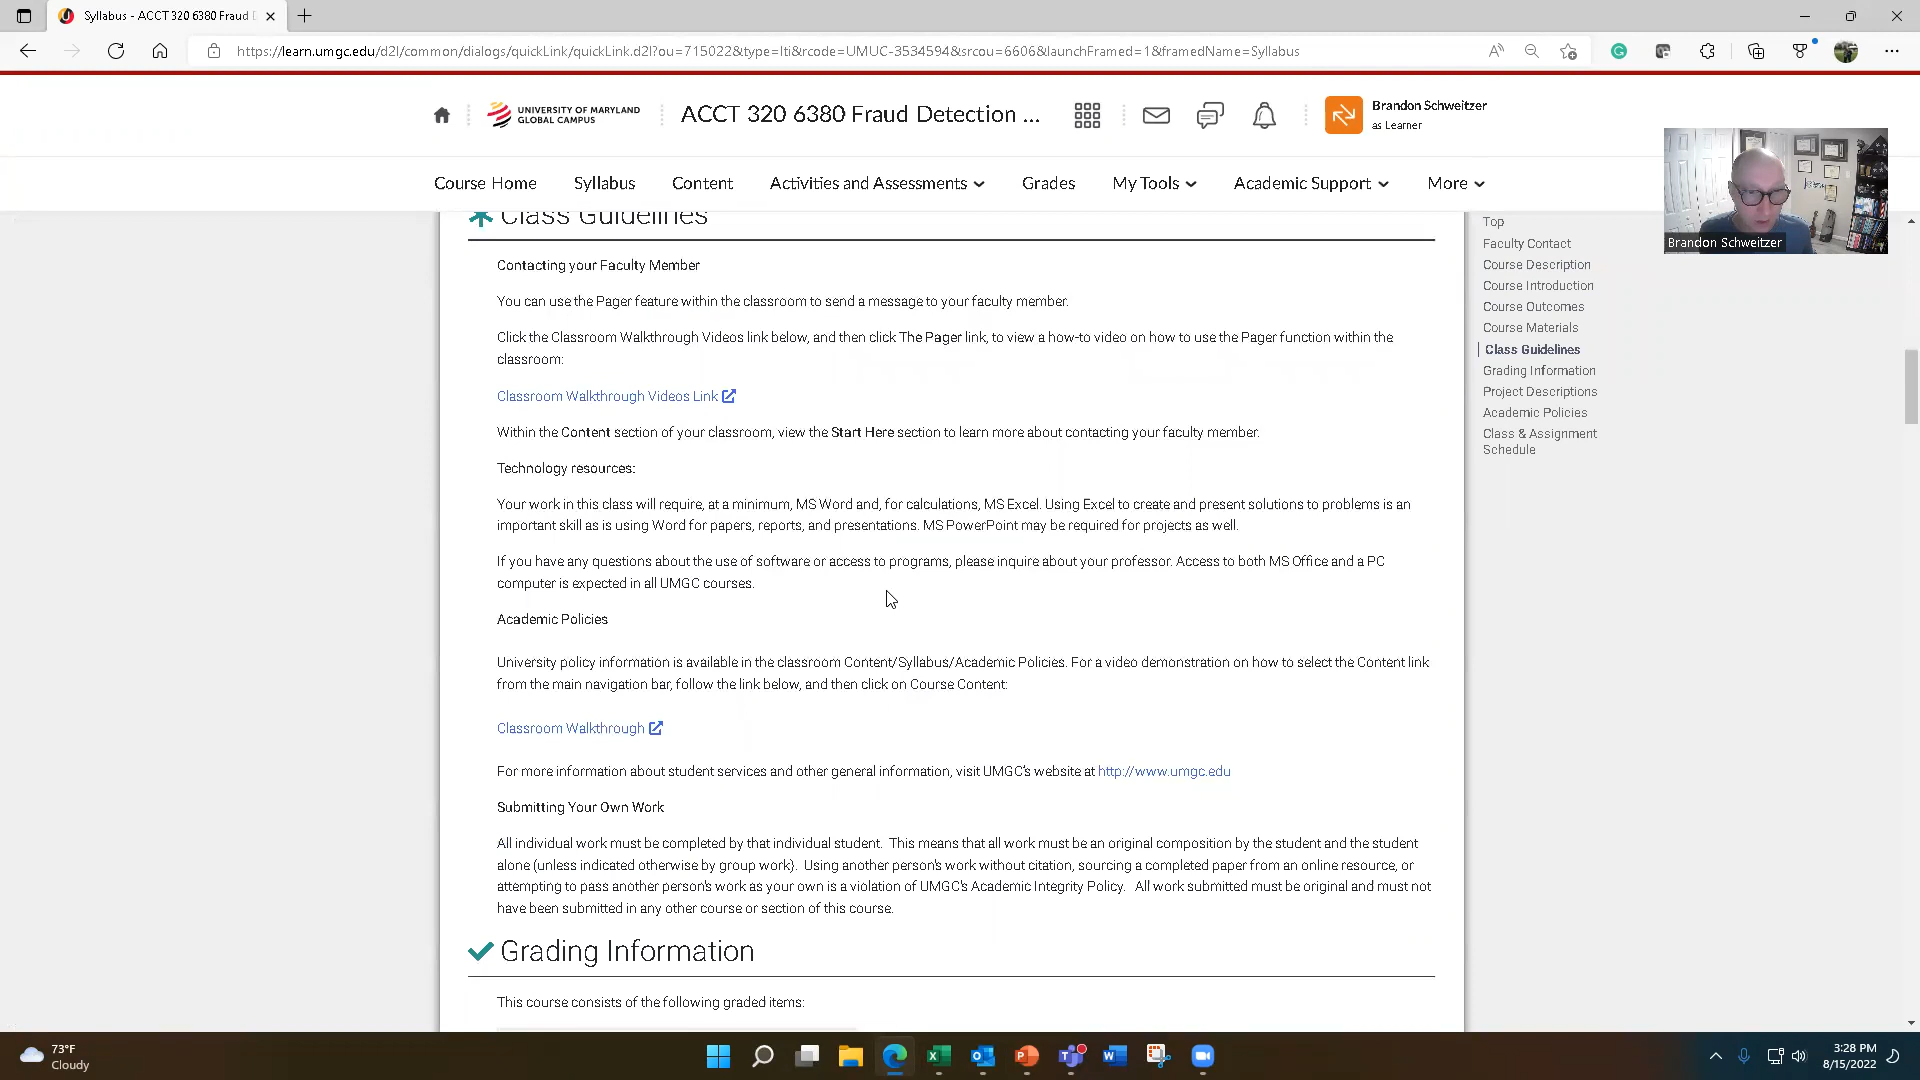 Syllabus - ACCT 320 6380 Fraud D
https://learn.umgc.edu/d2l/common/dialogs/quickLink/quickLink.d2l?ou=715022&type=lti&rcode=UMUC-3534594&srcou=6606&launchFramed=1&framedName=Syllabus
UNIVERSITY OF MARYLAND
GLOBAL CAMPUS
ACCT 320 6380 Fraud Detection ...
Brandon Schweitzer
as Learner
Course Home Syllabus Content Activities and Assessments Grades My Tools Academic Support More
Brandon Schweitzer
Class Guidelines
Contacting your Faculty Member
You can use the Pager feature within the classroom to send a message to your faculty member.
Click the Classroom Walkthrough Videos link below, and then click The Pager link, to view a how-to video on how to use the Pager function within the
classroom:
Classroom Walkthrough Videos Link
Within the Content section of your classroom, view the Start Here section to learn more about contacting your faculty member.
Technology resources:
Your work in this class will require, at a minimum, MS Word and, for calculations, MS Excel. Using Excel to create and present solutions to problems is an
important skill as is using Word for papers, reports, and presentations. MS PowerPoint may be required for projects as well.
If you have any questions about the use of software or access to programs, please inquire about your professor. Access to both MS Office and a PC
computer is expected in all UMGC courses.
Academic Policies
University policy information is available in the classroom Content/Syllabus/Academic Policies. For a video demonstration on how to select the Content link
from the main navigation bar, follow the link below, and then click on Course Content:
Classroom Walkthrough
For more information about student services and other general information, visit UMGC's website at http://www.umgc.edu
Submitting Your Own Work
All individual work must be completed by that individual student. This means that all work must be an original composition by the student and the student
alone (unless indicated otherwise by group work}. Using another person's work without citation, sourcing a completed paper from an online resource, or
attempting to pass another person's work as your own is a violation of UMGC's Academic Integrity Policy. All work submitted must be original and must not
have been submitted in any other course or section of this course.
Grading Information
This course consists of the following graded items:
Top
Faculty Contact
Course Description
Course Introduction
Course Outcomes
Course Materials
Class Guidelines
Grading Information
Project Descriptions
Academic Policies
Class & Assignment
Schedule
73°F
Cloudy
3:28 PM
8/15/2022